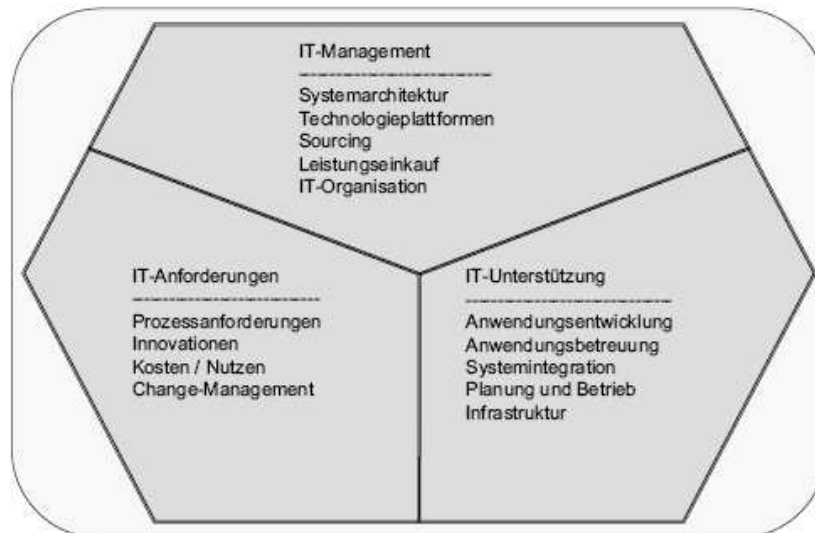 IT-Management
Systemarchitektur
Technologieplattformen
Sourcing
Leistungseinkauf
IT-Organisation
IT-Anforderungen
Prozessanforderungen
Innovationen
Kosten / Nutzen
Change-Management
IT-Unterstützung
Anwendungsentwicklung
Anwendungsbetreuung
Systemintegration
Planung und Betrieb
Infrastruktur